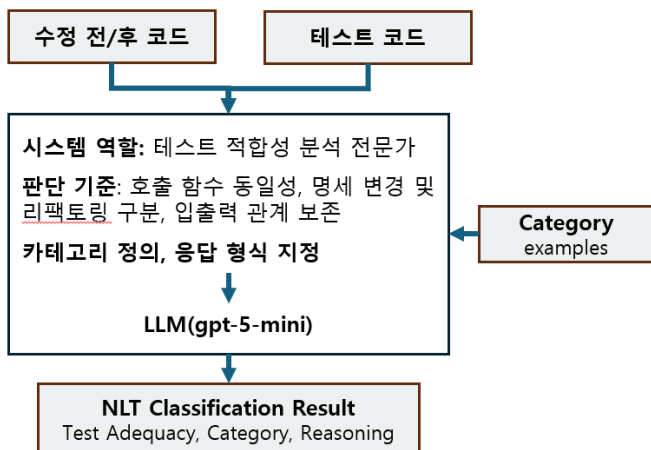 수정 전/후 코드
테스트 코드
시스템 역할: 테스트 적합성 분석 전문가
판단 기준: 호출 함수 동일성, 명세 변경 및
리팩토링 구분, 입출력 관계 보존
카테고리 정의, 응답 형식 지정
LLM(gpt-5-mini)
Category
examples
NLT Classification Result
Test Adequacy, Category, Reasoning